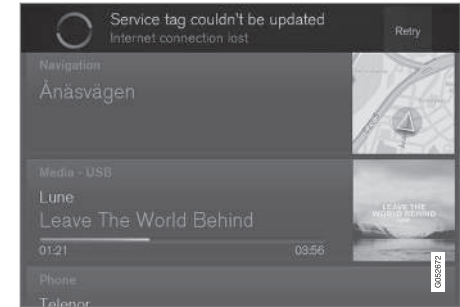 Service tag couldn't be updated
Internet connection lost
Retry
Navigation
Ånäsvägen
Media - USB
Lune
Leave The World Behind
01:21
03:56
LEAVE THE
WORLD BEHIND
Phone
Telenor
G052672